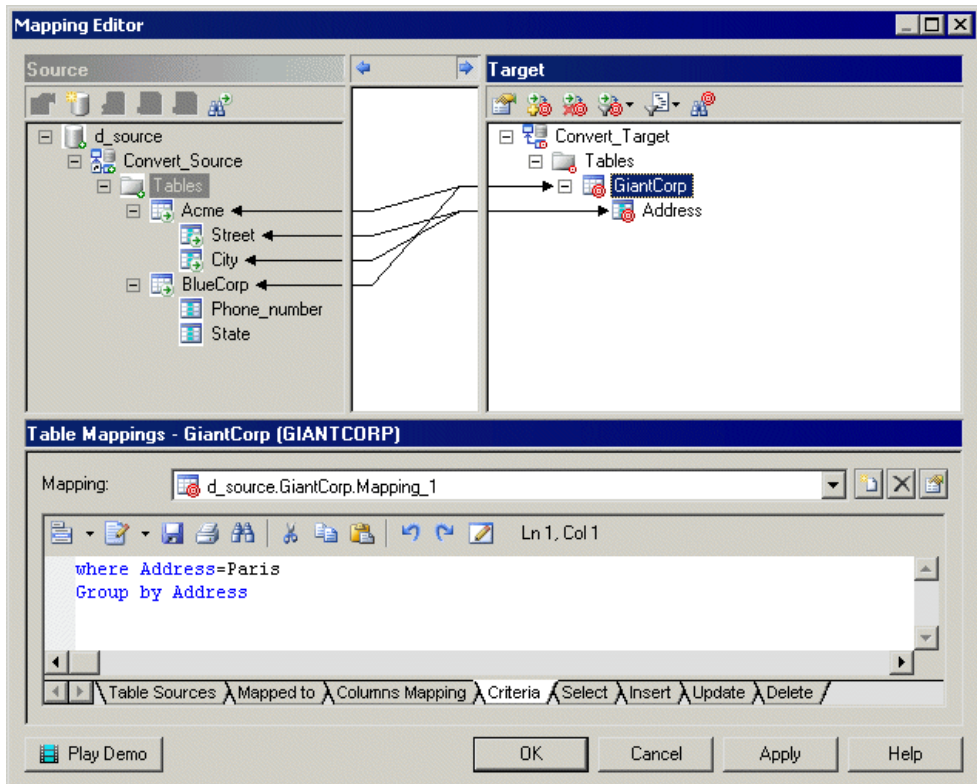 Mapping Editor
Source
Target
d_source
Convert_Source
Tables
Acme
Street
City
BlueCorp
Phone_number
State
Convert_Target
Tables
GiantCorp
Address
Table Mappings - GiantCorp (GIANTCORP)
Mapping: d_source.GiantCorp.Mapping_1
Ln 1, Col 1
where Address=Paris
Group by Address
Table Sources Mapped to Columns Mapping Criteria Select Insert Update Delete
Play Demo OK Cancel Apply Help